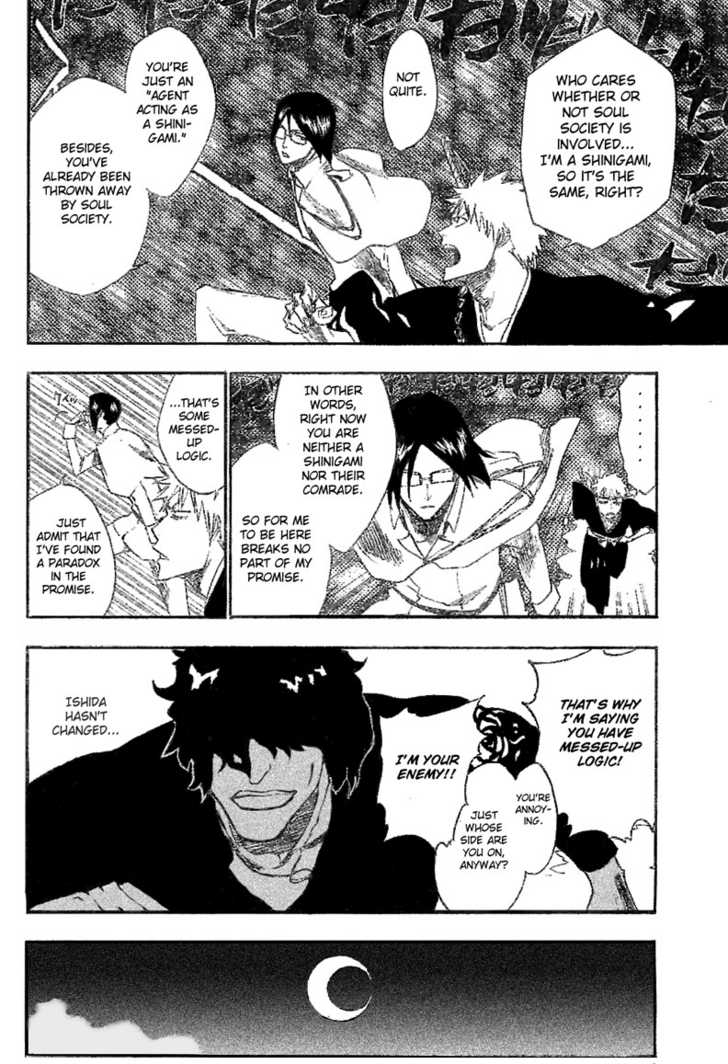 WHO CARES
WHETHER OR
NOT SOUL
SOCIETY IS
INVOLVED...
I'M A SHINIGAMI,
SO IT'S THE
SAME, RIGHT?
NOT
QUITE.
YOU'RE
JUST AN
"AGENT
ACTING AS
A SHINI-
GAMI."
BESIDES,
YOU'VE
ALREADY BEEN
THROWN AWAY
BY SOUL
SOCIETY.
......
IN OTHER
WORDS,
RIGHT NOW
YOU ARE
NEITHER A
SHINIGAMI
NOR THEIR
COMRADE.
SO FOR ME
TO BE HERE
BREAKS NO
PART OF MY
PROMISE.
...THAT'S
SOME
MESSED-
UP
LOGIC.
JUST
ADMIT THAT
I'VE FOUND
A PARADOX
IN THE
PROMISE.
THAT'S WHY
I'M SAYING
YOU HAVE
MESSED-UP
LOGIC!
YOU'RE
ANNOY-
ING.
JUST
WHOSE
SIDE ARE
YOU ON,
ANYWAY?
I'M YOUR
ENEMY!!
ISHIDA
HASN'T
CHANGED...